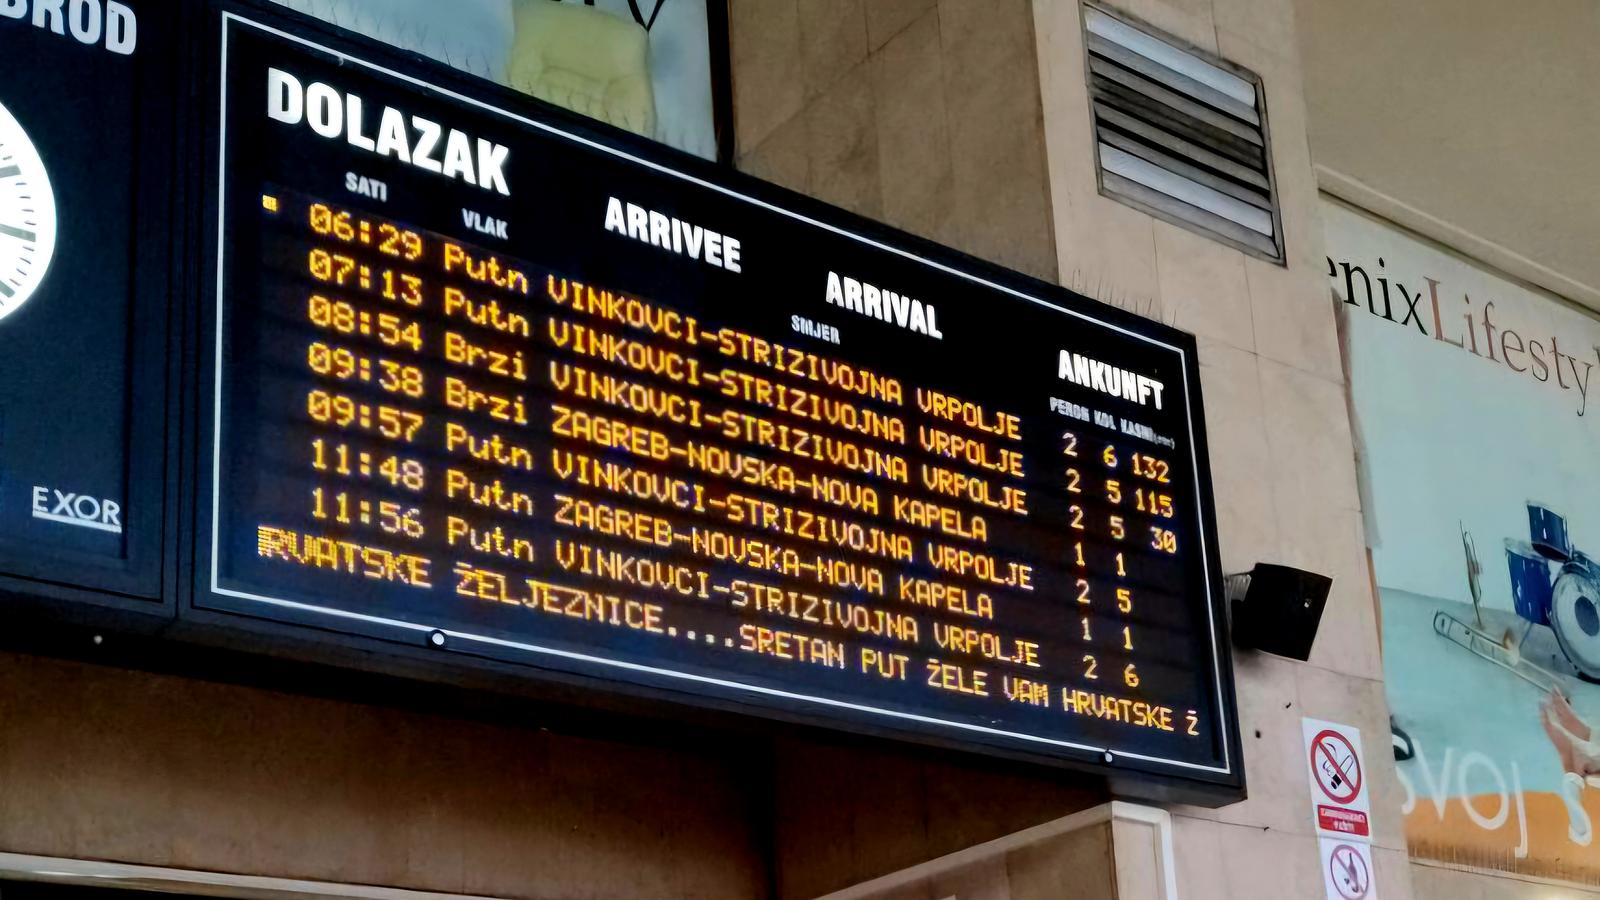 BROD
EXOR
DOLAZAK
ARRIVEE
ARRIVAL
ANKUNFT
SATI VLAK SMJER PERON KOL KASNI
06:29 Putn VINKOVCI-STRIZIVOJNA VRPOLJE 2 6 132
07:13 Putn VINKOVCI-STRIZIVOJNA VRPOLJE 2 5 115
08:54 Brzi VINKOVCI-STRIZIVOJNA VRPOLJE 2 5 30
09:38 Brzi ZAGREB-NOVSKA-NOVA KAPELA 1 1
09:57 Putn VINKOVCI-STRIZIVOJNA VRPOLJE 2 5
11:48 Putn ZAGREB-NOVSKA-NOVA KAPELA 1 1
11:56 Putn VINKOVCI-STRIZIVOJNA VRPOLJE 2 6
RVATSKE ŽELJEZNICE....SRETAN PUT ŽELE VAM HRVATSKE Ž
enixLifesty
SVOJ S